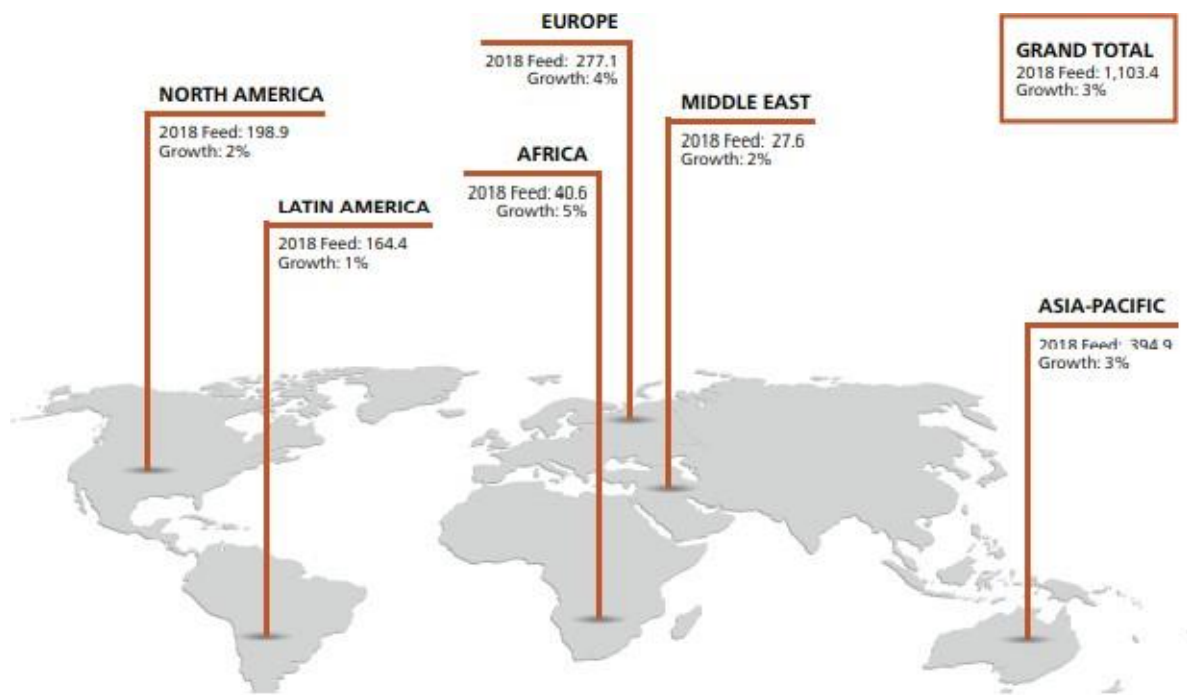 EUROPE
2018 Feed: 277.1
Growth: 4%
GRAND TOTAL
2018 Feed: 1,103.4
Growth: 3%
NORTH AMERICA
2018 Feed: 198.9
Growth: 2%
MIDDLE EAST
2018 Feed: 27.6
Growth: 2%
AFRICA
2018 Feed: 40.6
Growth: 5%
LATIN AMERICA
2018 Feed: 164.4
Growth: 1%
ASIA-PACIFIC
2018 Feed: 394.9
Growth: 3%